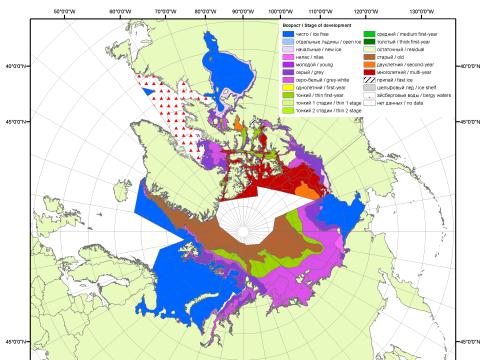 50°0'0"W 60°0'0"W 70°0'0"W 80°0'0"W 90°0'0"W 100°0'0"W 110°0'0"W 120°0'0"W 130°0'0"W
Возраст / Stage of development
чисто / ice free
отдельные льдины / open ice
начальные / new ice
нилас / nilas
молодой / young
серый / grey
серо-белый / grey-white
однолетний / first-year
тонкий / thin first-year
тонкий 1 стадии / thin 1 stage
тонкий 2 стадии / thin 2 stage
средний / medium first-year
толстый / thick first-year
остаточный / residual
старый / old
двухлетний / second-year
многолетний / multi-year
припай / fast ice
шельфовый лед / ice shelf
айсберговые воды / bergy waters
нет данных / no data
40°0'0"N
45°0'0"N
45°0'0"N
40°0'0"N
45°0'0"N
45°0'0"N